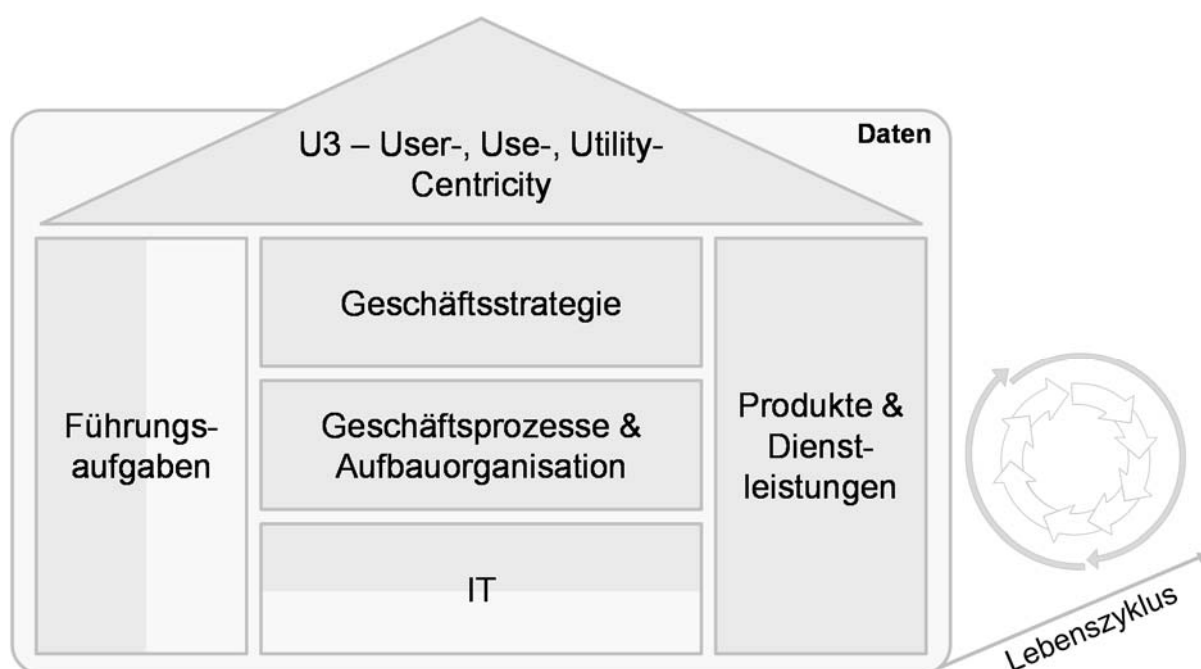 U3 – User-, Use-, Utility-
Centricity
Daten
Führungs-
aufgaben
Geschäftsstrategie
Geschäftsprozesse &
Aufbauorganisation
IT
Produkte &
Dienst-
leistungen
Lebenszyklus